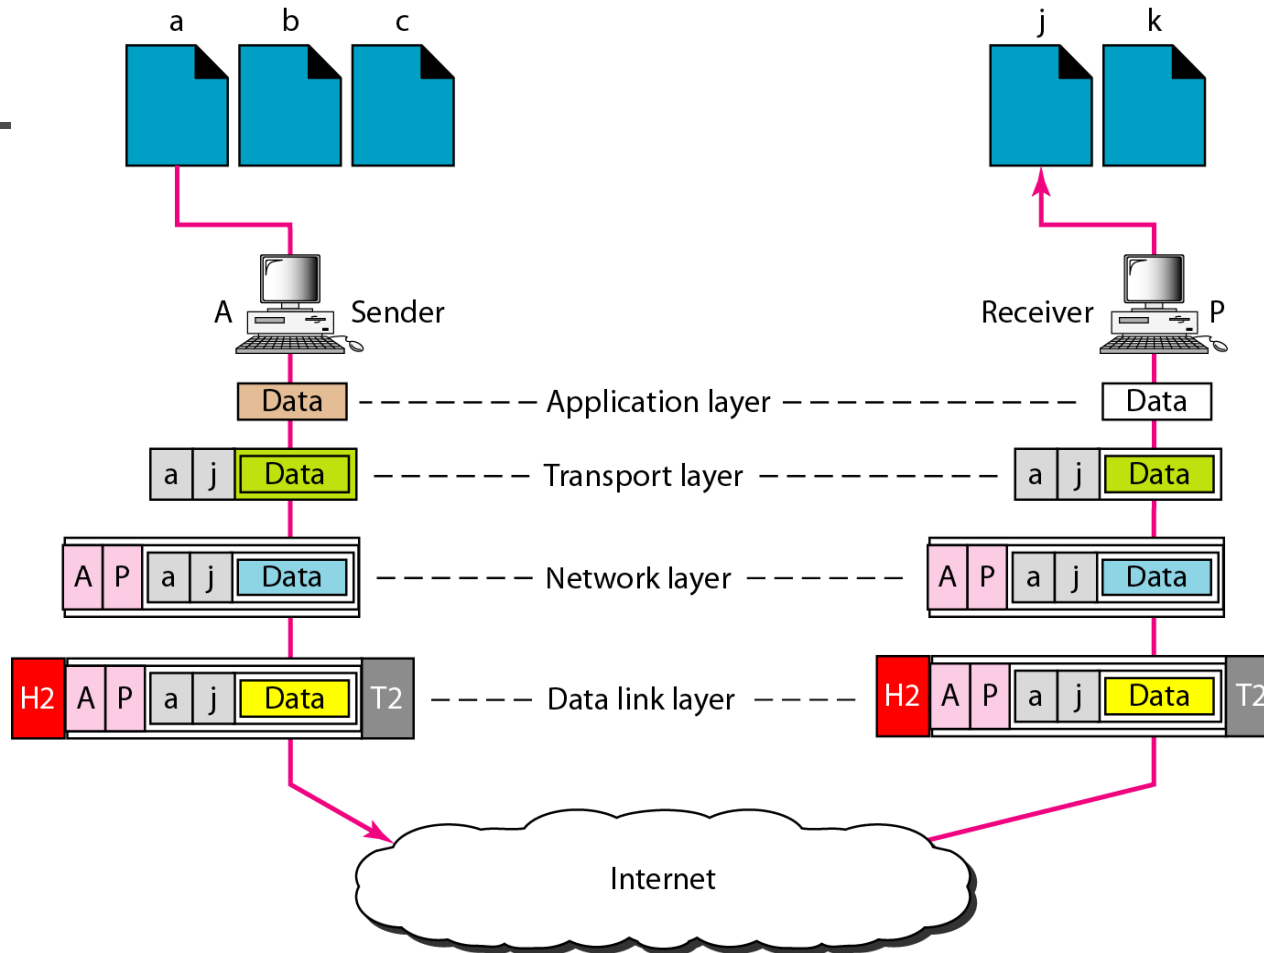 a b c j k
A Sender Receiver P
Data Application layer Data
a j Data Transport layer a j Data
A P a j Data Network layer A P a j Data
H2 A P a j Data T2 Data link layer H2 A P a j Data T2
Internet